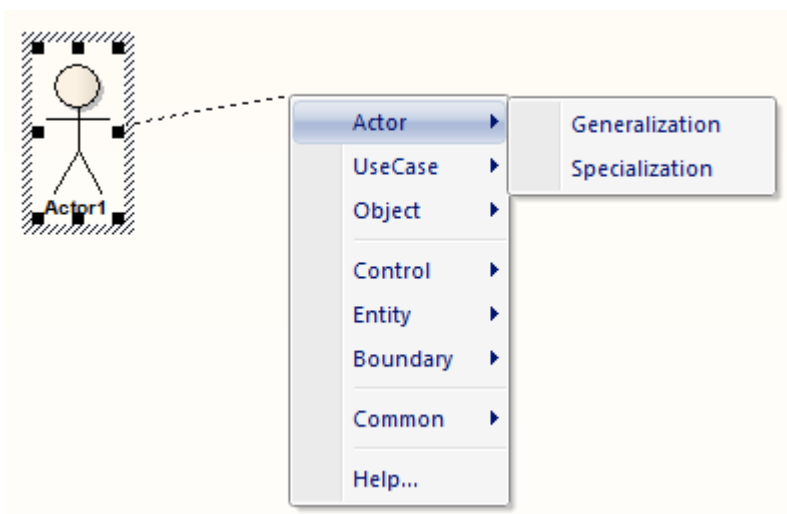 Actor1
Actor
UseCase
Object
Control
Entity
Boundary
Common
Help...
Generalization
Specialization